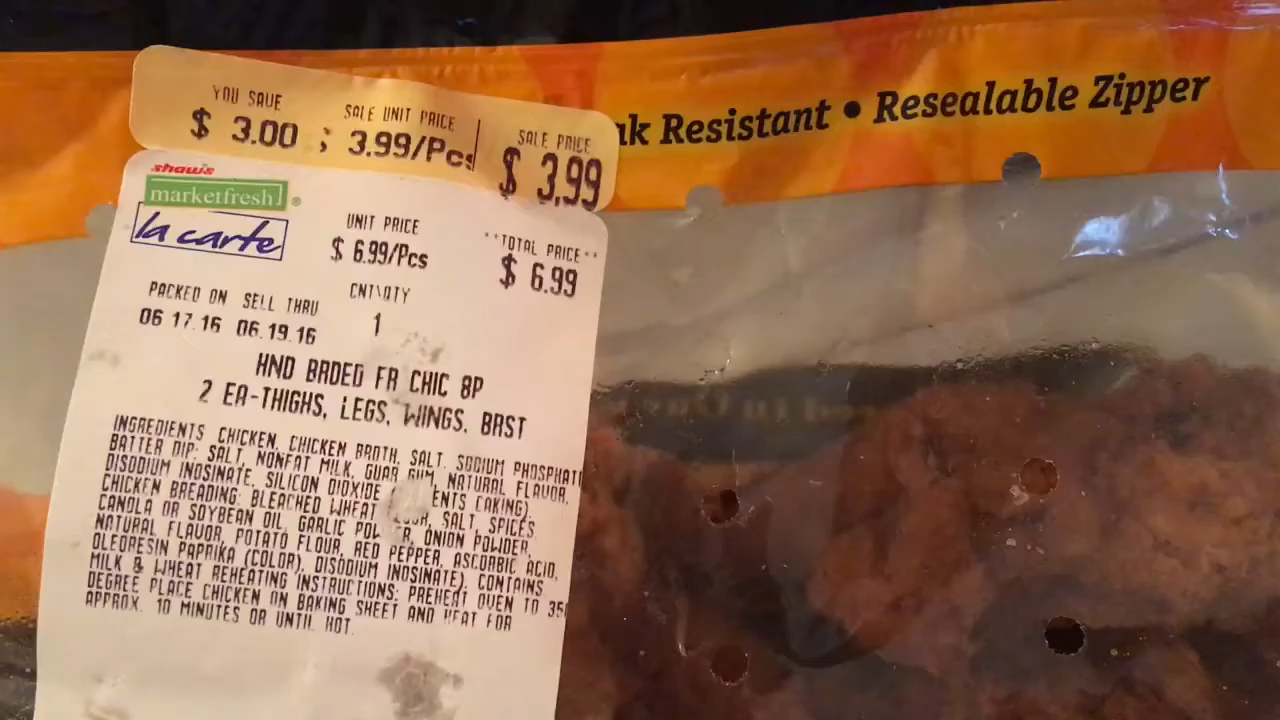 YOU SAVE SALE UNIT PRICE SALE PRICE
$ 3.00 ; 3.99/Pcs $ 3.99
ak Resistant • Resealable Zipper
shaw's
marketfresh ®
la carte
UNIT PRICE **TOTAL PRICE**
$ 6.99/Pcs $ 6.99
PACKED ON SELL THRU CNT\QTY
06.17.16 06.19.16 1
HND BRDED FR CHIC 8P
2 EA-THIGHS, LEGS, WINGS, BRST
INGREDIENTS CHICKEN, CHICKEN BROTH, SALT, SODIUM PHOSPHAT
BATTER DIP: SALT, NONFAT MILK, GUAR GUM, NATURAL FLAVOR,
DISODIUM INOSINATE, SILICON DIOXIDE ENTS CAKING).
CHICKEN BREADING: BLEACHED WHEAT SALT, SPICES
CANOLA OR SOYBEAN OIL, GARLIC ONION POWDER,
NATURAL FLAVOR, POTATO FLOUR, RED PEPPER, ASCORBIC ACID,
OLEORESIN PAPRIKA (COLOR), DISODIUM INOSINATE). CONTAINS
MILK & WHEAT REHEATING INSTRUCTIONS: PREHEAT OVEN TO 35
DEGREE PLACE CHICKEN ON BAKING SHEET AND HEAT FOR
APPROX. 10 MINUTES OR UNTIL HOT.